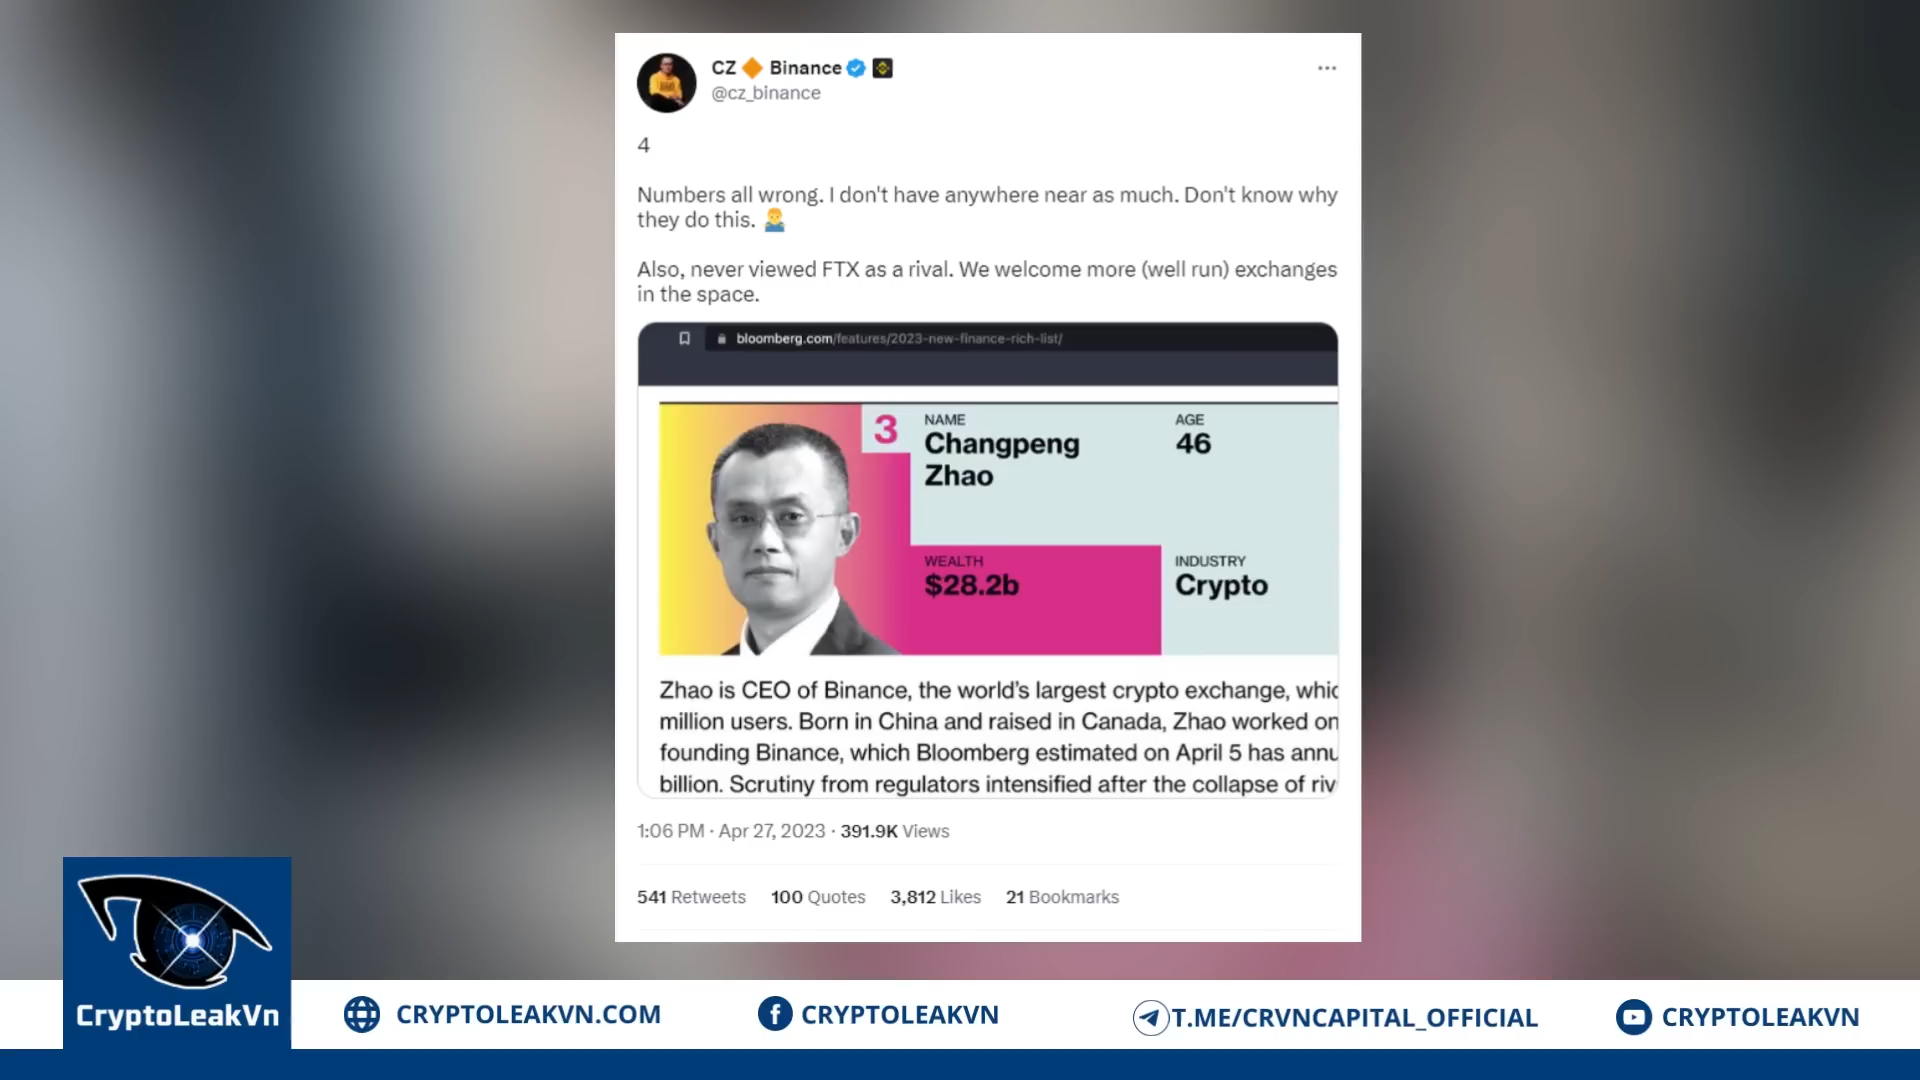 CZ 🔶 Binance
@cz_binance
4
Numbers all wrong. I don't have anywhere near as much. Don't know why
they do this. 🤷‍♂️
Also, never viewed FTX as a rival. We welcome more (well run) exchanges
in the space.
bloomberg.com/features/2023-new-finance-rich-list/
3
NAME
Changpeng
Zhao
AGE
46
WEALTH
$28.2b
INDUSTRY
Crypto
Zhao is CEO of Binance, the world's largest crypto exchange, whic
million users. Born in China and raised in Canada, Zhao worked on
founding Binance, which Bloomberg estimated on April 5 has annu
billion. Scrutiny from regulators intensified after the collapse of riv
1:06 PM · Apr 27, 2023 · 391.9K Views
541 Retweets 100 Quotes 3,812 Likes 21 Bookmarks
CryptoLeakVn
CRYPTOLEAKVN.COM
CRYPTOLEAKVN
T.ME/CRVNCAPITAL_OFFICIAL
CRYPTOLEAKVN